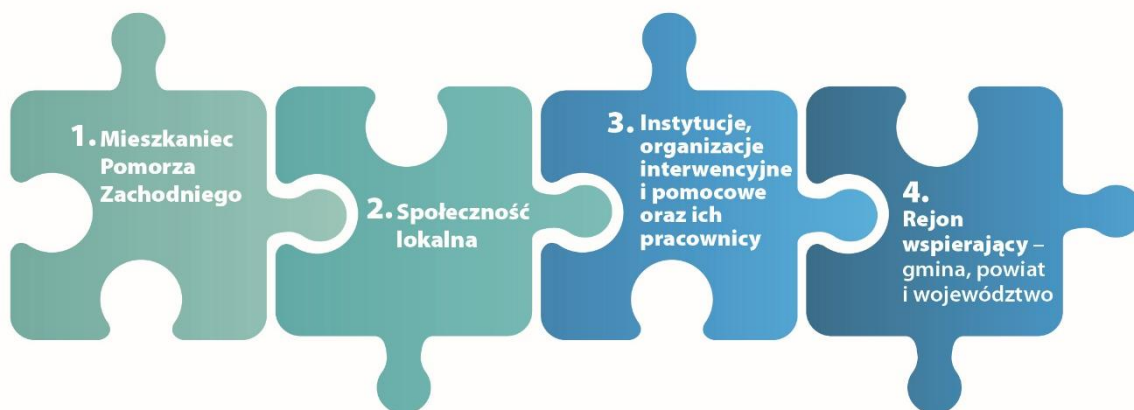 1. Mieszkaniec
Pomorza
Zachodniego
2. Społeczność
lokalna
3. Instytucje,
organizacje
interwencyjne
i pomocowe
oraz ich
pracownicy
4.
Rejon
wspierający –
gmina, powiat
i województwo